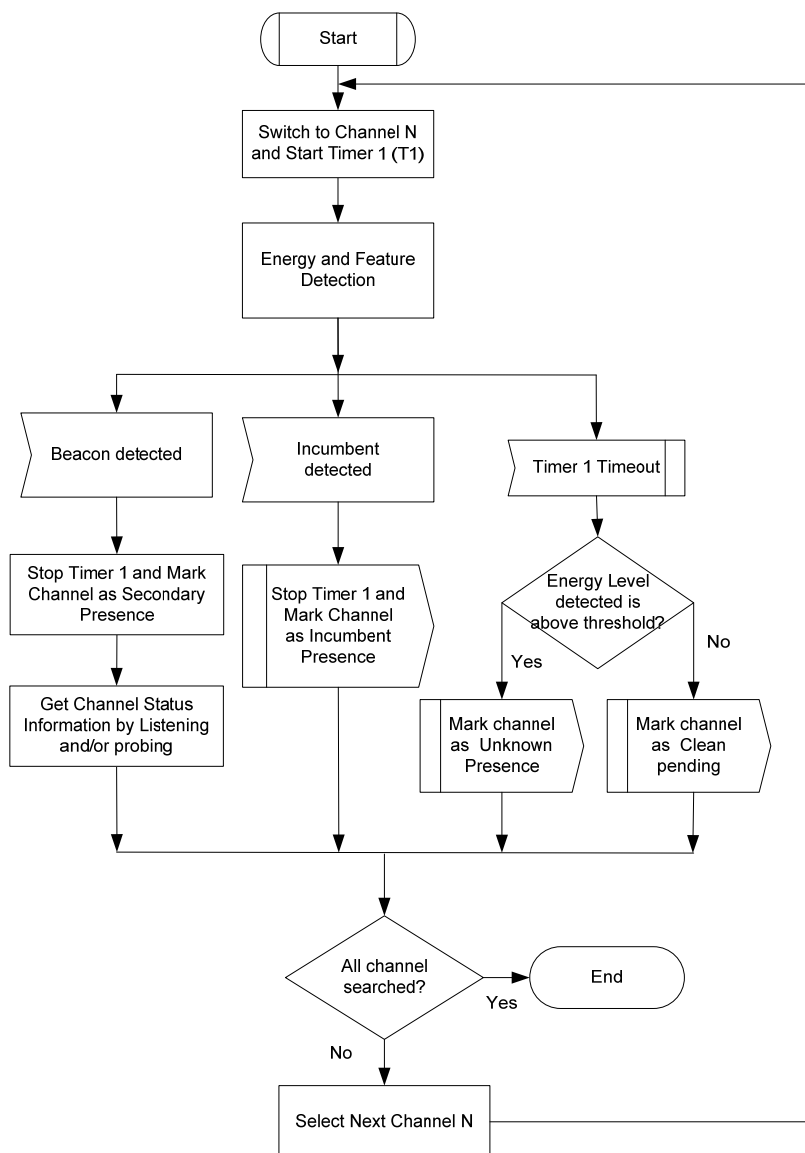 Start
Switch to Channel N
and Start Timer 1 (T1)
Energy and Feature
Detection
Beacon detected
Incumbent
detected
Timer 1 Timeout
Stop Timer 1 and Mark
Channel as Secondary
Presence
Stop Timer 1 and
Mark Channel
as Incumbent
Presence
Energy Level
detected is
above threshold?
Yes
No
Get Channel Status
Information by Listening
and/or probing
Mark channel
as Unknown
Presence
Mark channel
as Clean
pending
All channel
searched?
Yes
End
No
Select Next Channel N